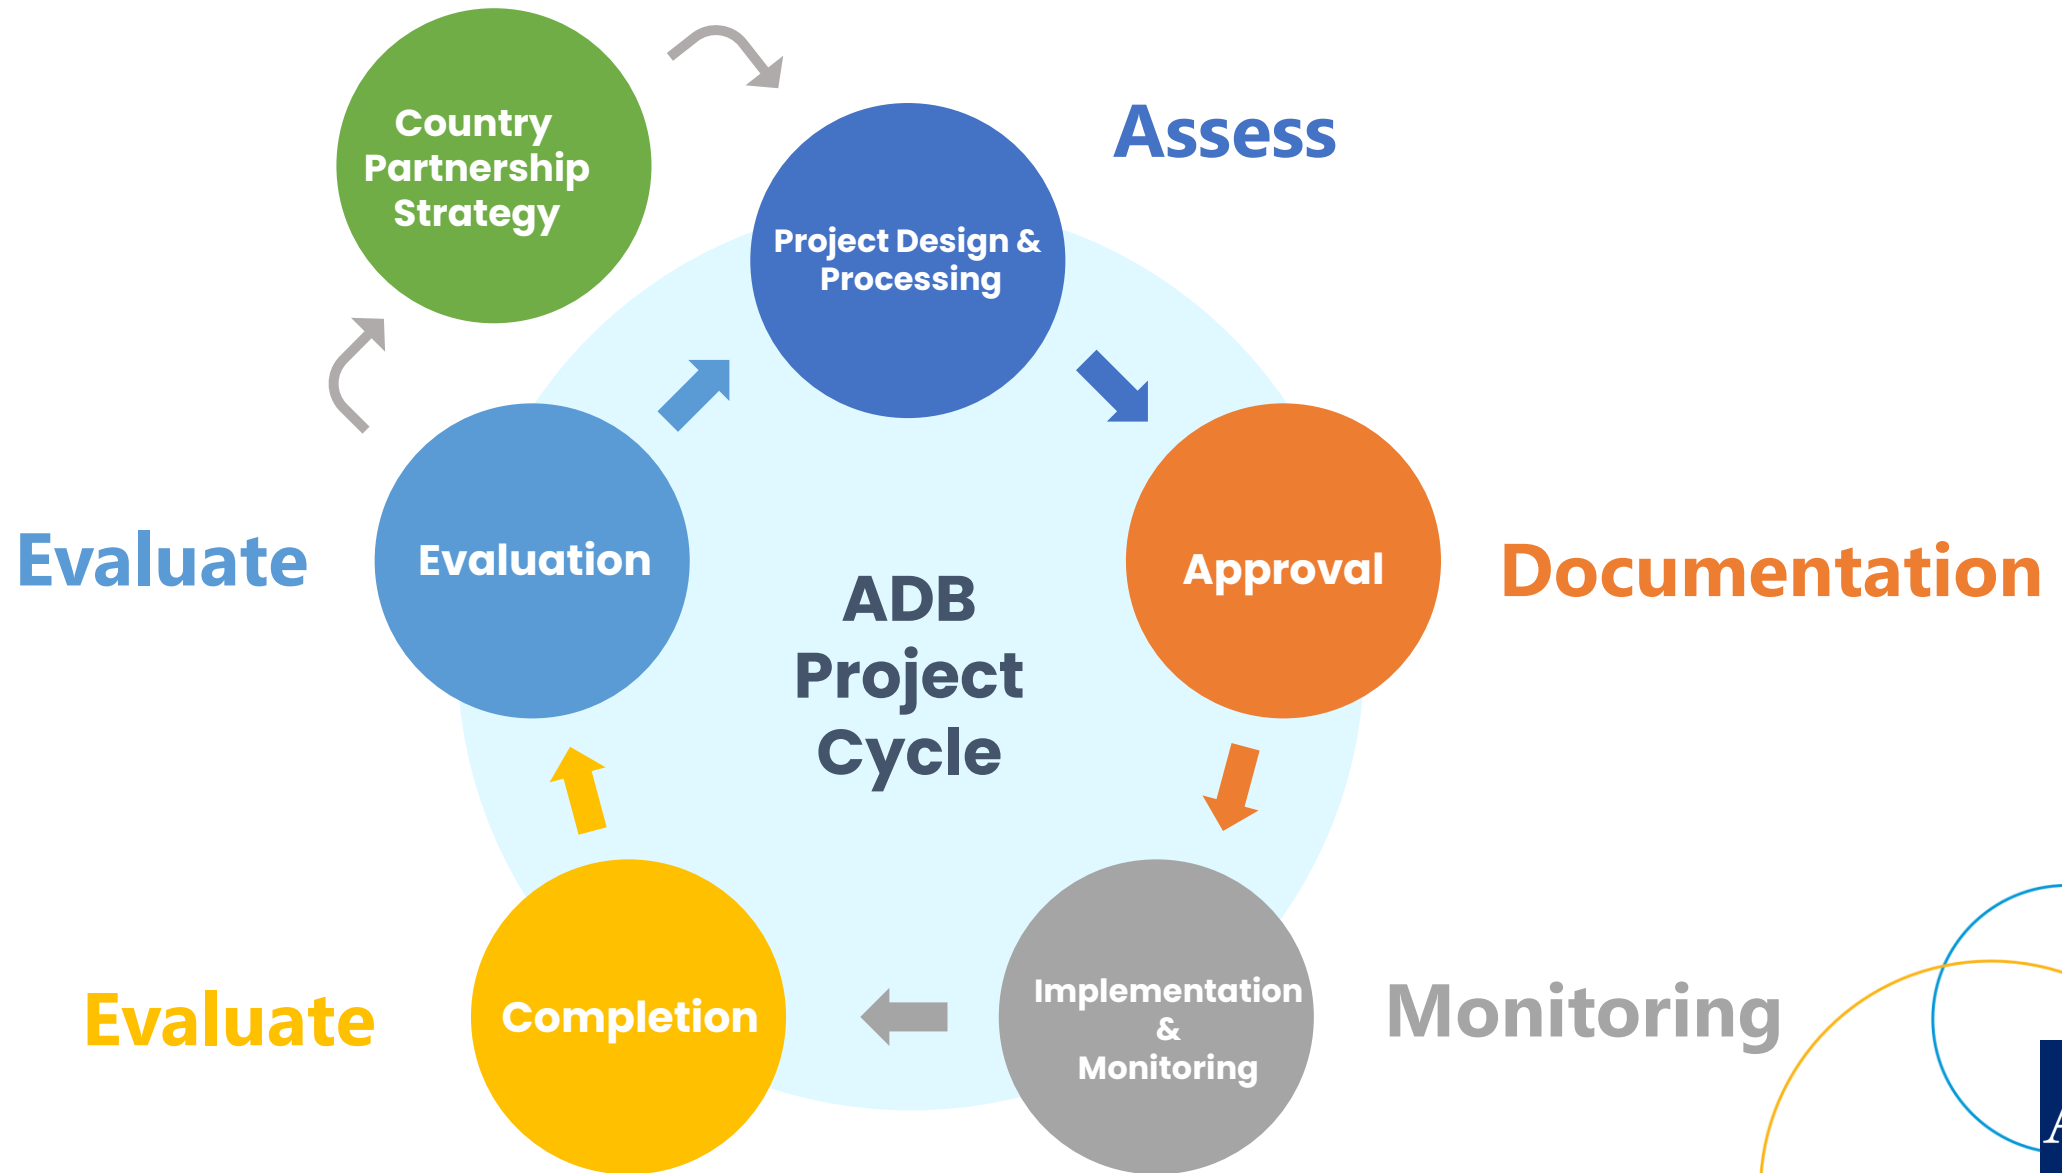 Country
Partnership
Strategy
Assess
Project Design &
Processing
Evaluate
Evaluation
Approval
Documentation
ADB
Project
Cycle
Evaluate
Completion
Implementation
&
Monitoring
Monitoring
A